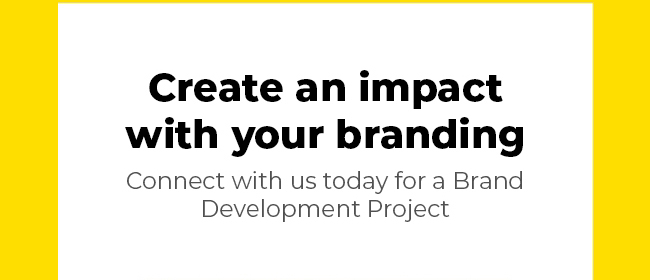 Create an impact
with your branding
Connect with us today for a Brand
Development Project